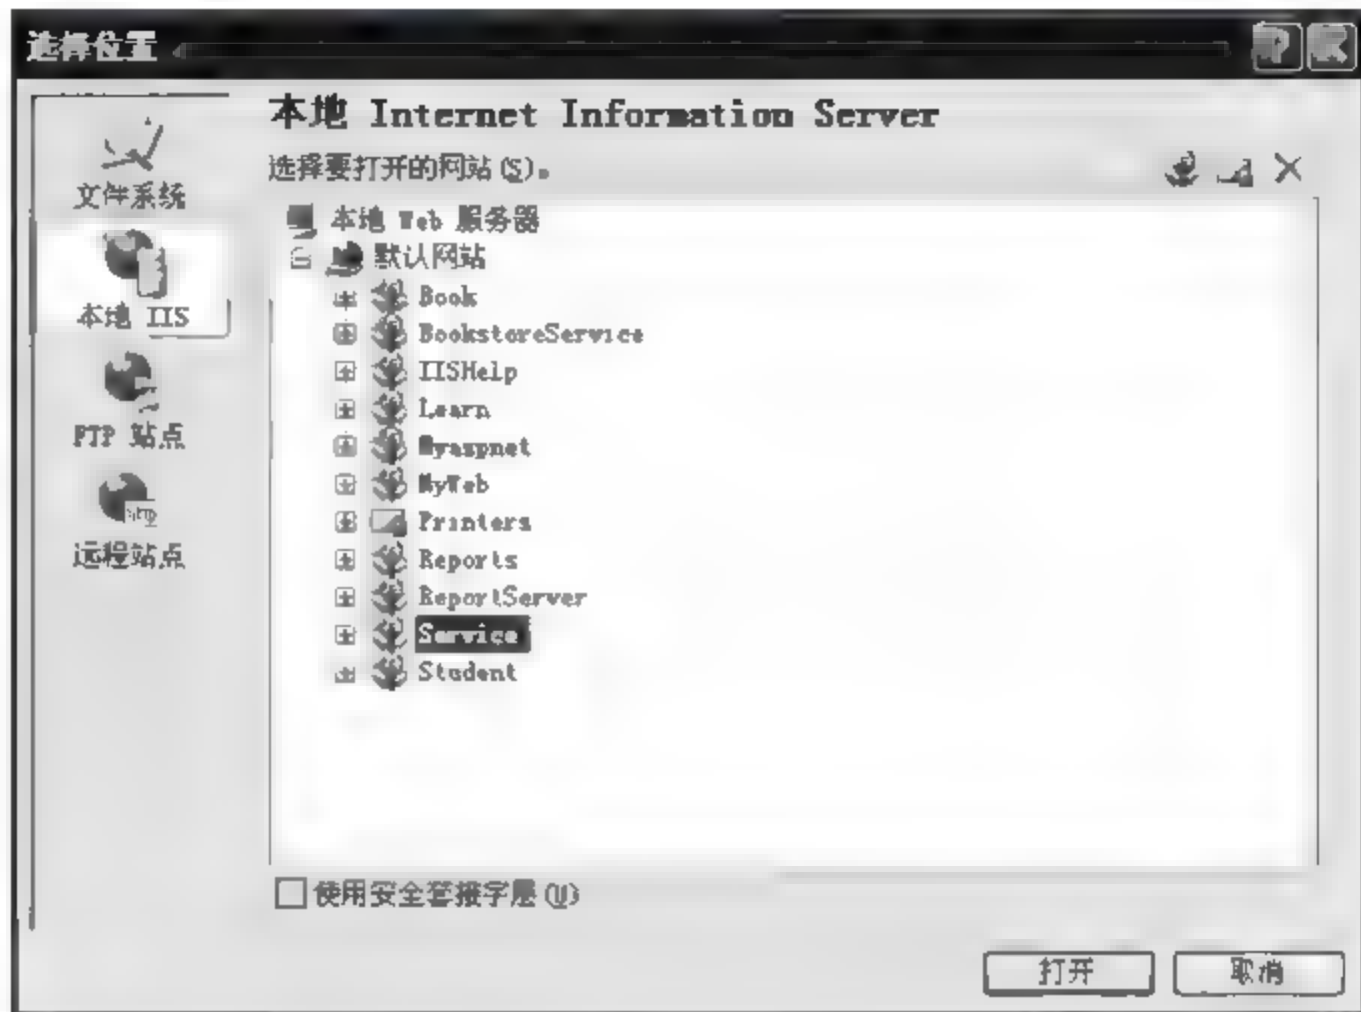 选择位置
文件系统
本地 IIS
FTP 站点
远程站点
本地 Internet Information Server
选择要打开的网站(S)。
本地 Web 服务器
默认网站
Book
BookstoreService
IISHelp
Learn
Myaspnet
MyWeb
Printers
Reports
ReportServer
Service
Student
使用安全套接字层(U)
打开
取消